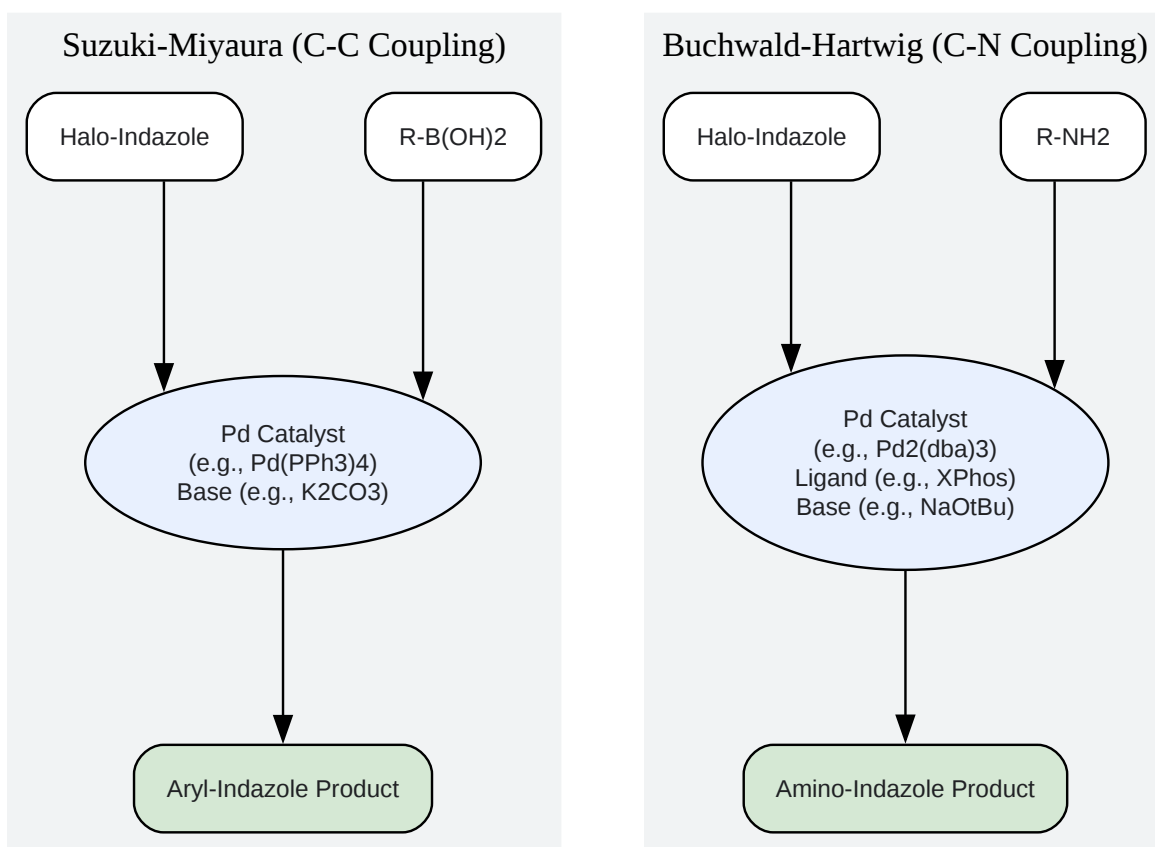 Suzuki-Miyaura (C-C Coupling)
Halo-Indazole
R-B(OH)2
Pd Catalyst
(e.g., Pd(PPh3)4)
Base (e.g., K2CO3)
Aryl-Indazole Product
Buchwald-Hartwig (C-N Coupling)
Halo-Indazole
R-NH2
Pd Catalyst
(e.g., Pd2(dba)3)
Ligand (e.g., XPhos)
Base (e.g., NaOtBu)
Amino-Indazole Product